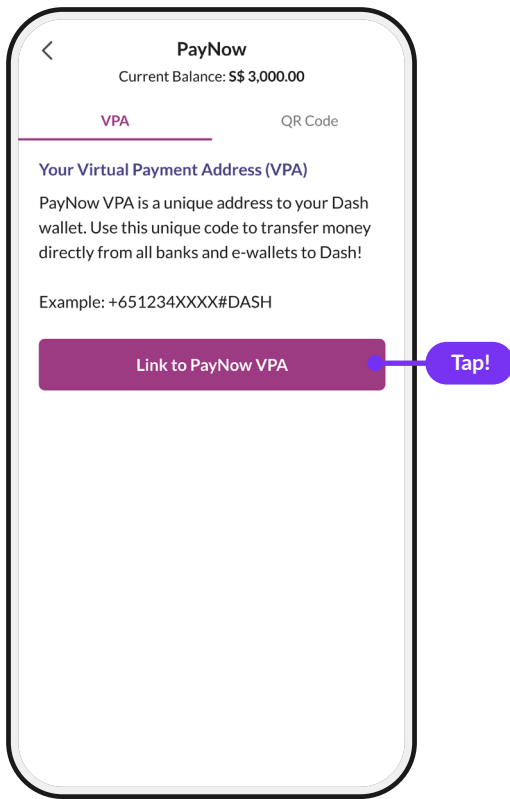 PayNow
Current Balance: S$ 3,000.00
VPA
QR Code
Your Virtual Payment Address (VPA)
PayNow VPA is a unique address to your Dash
wallet. Use this unique code to transfer money
directly from all banks and e-wallets to Dash!
Example: +651234XXXX#DASH
Link to PayNow VPA
Tap!